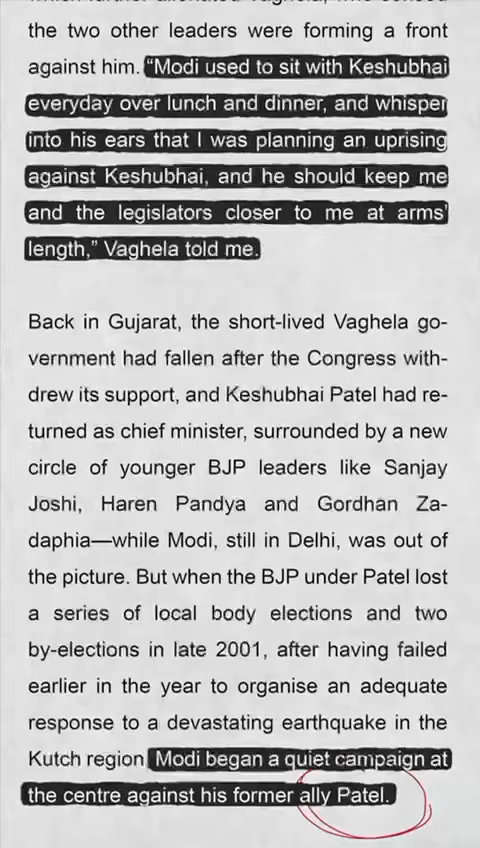 the two other leaders were forming a front
against him. “Modi used to sit with Keshubhai
everyday over lunch and dinner, and whisper
into his ears that I was planning an uprising
against Keshubhai, and he should keep me
and the legislators closer to me at arms’
length,” Vaghela told me.
Back in Gujarat, the short-lived Vaghela go-
vernment had fallen after the Congress with-
drew its support, and Keshubhai Patel had re-
turned as chief minister, surrounded by a new
circle of younger BJP leaders like Sanjay
Joshi, Haren Pandya and Gordhan Za-
daphia—while Modi, still in Delhi, was out of
the picture. But when the BJP under Patel lost
a series of local body elections and two
by-elections in late 2001, after having failed
earlier in the year to organise an adequate
response to a devastating earthquake in the
Kutch region Modi began a quiet campaign at
the centre against his former ally Patel.